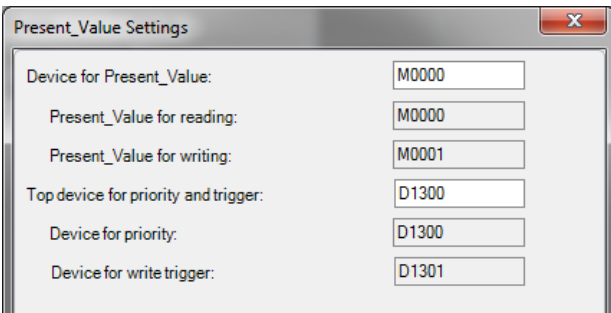 Present_Value Settings
Device for Present_Value: M0000
Present_Value for reading: M0000
Present_Value for writing: M0001
Top device for priority and trigger: D1300
Device for priority: D1300
Device for write trigger: D1301